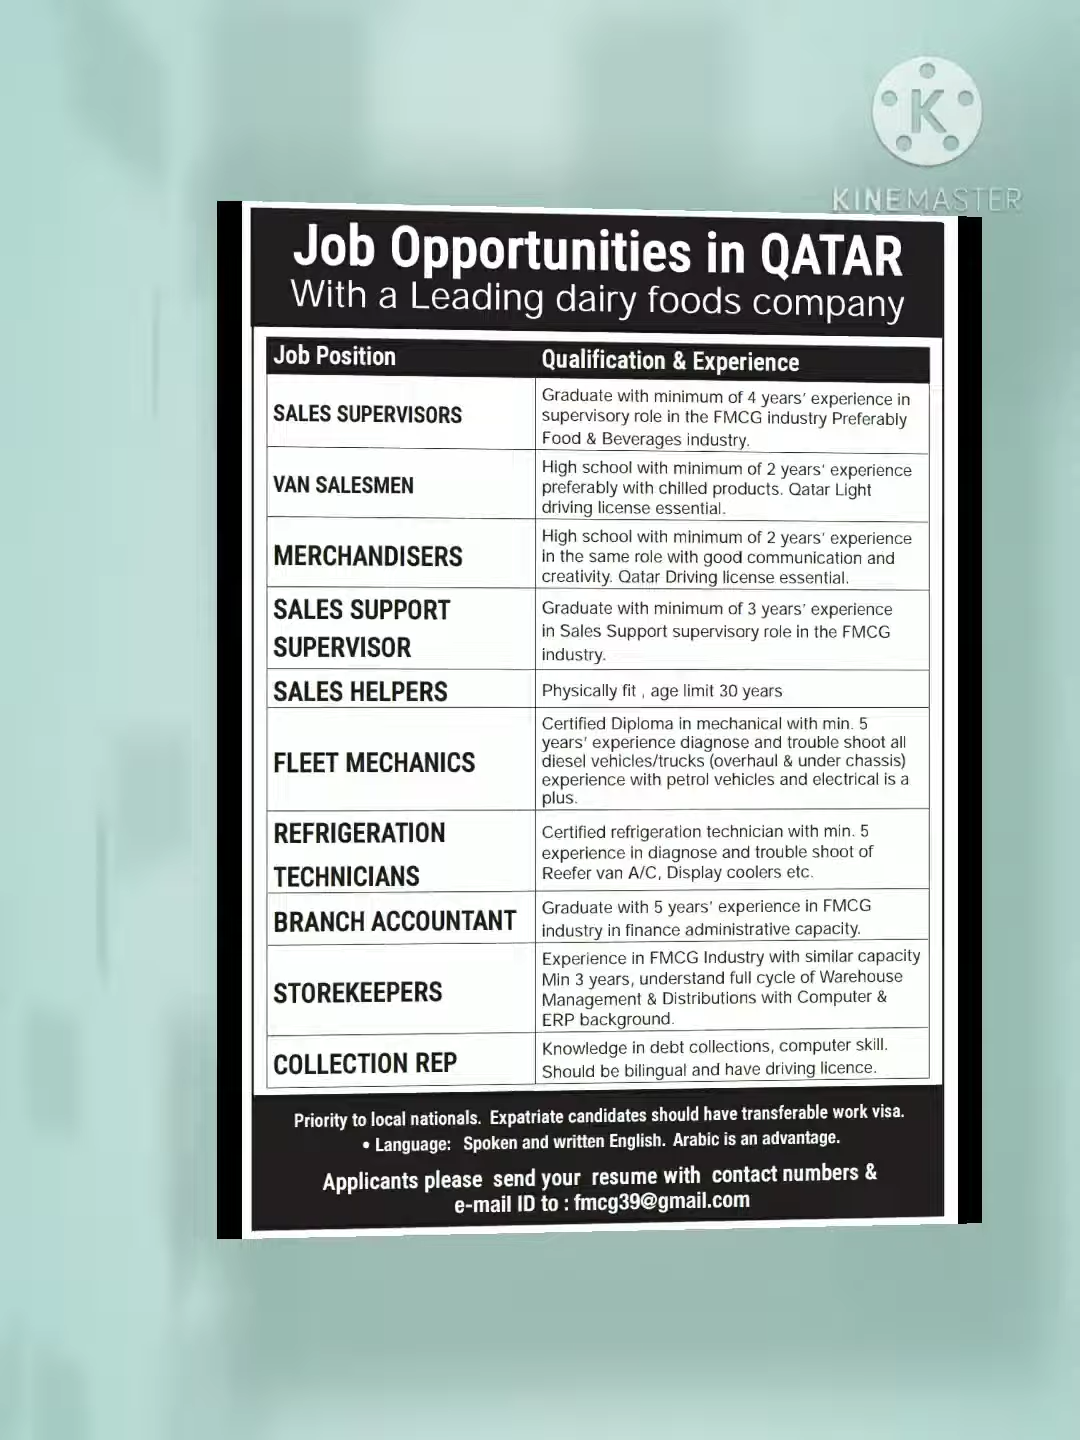 KINEMASTER
Job Opportunities in QATAR
With a Leading dairy foods company
Job Position
Qualification & Experience
SALES SUPERVISORS
Graduate with minimum of 4 years' experience in
supervisory role in the FMCG industry Preferably
Food & Beverages industry.
VAN SALESMEN
High school with minimum of 2 years' experience
preferably with chilled products. Qatar Light
driving license essential.
MERCHANDISERS
High school with minimum of 2 years' experience
in the same role with good communication and
creativity. Qatar Driving license essential.
SALES SUPPORT
SUPERVISOR
Graduate with minimum of 3 years' experience
in Sales Support supervisory role in the FMCG
industry.
SALES HELPERS
Physically fit , age limit 30 years
FLEET MECHANICS
Certified Diploma in mechanical with min. 5
years' experience diagnose and trouble shoot all
diesel vehicles/trucks (overhaul & under chassis)
experience with petrol vehicles and electrical is a
plus.
REFRIGERATION
TECHNICIANS
Certified refrigeration technician with min. 5
experience in diagnose and trouble shoot of
Reefer van A/C, Display coolers etc.
BRANCH ACCOUNTANT
Graduate with 5 years' experience in FMCG
industry in finance administrative capacity.
STOREKEEPERS
Experience in FMCG Industry with similar capacity
Min 3 years, understand full cycle of Warehouse
Management & Distributions with Computer &
ERP background.
COLLECTION REP
Knowledge in debt collections, computer skill.
Should be bilingual and have driving licence.
Priority to local nationals. Expatriate candidates should have transferable work visa.
• Language: Spoken and written English. Arabic is an advantage.
Applicants please send your resume with contact numbers &
e-mail ID to : fmcg39@gmail.com